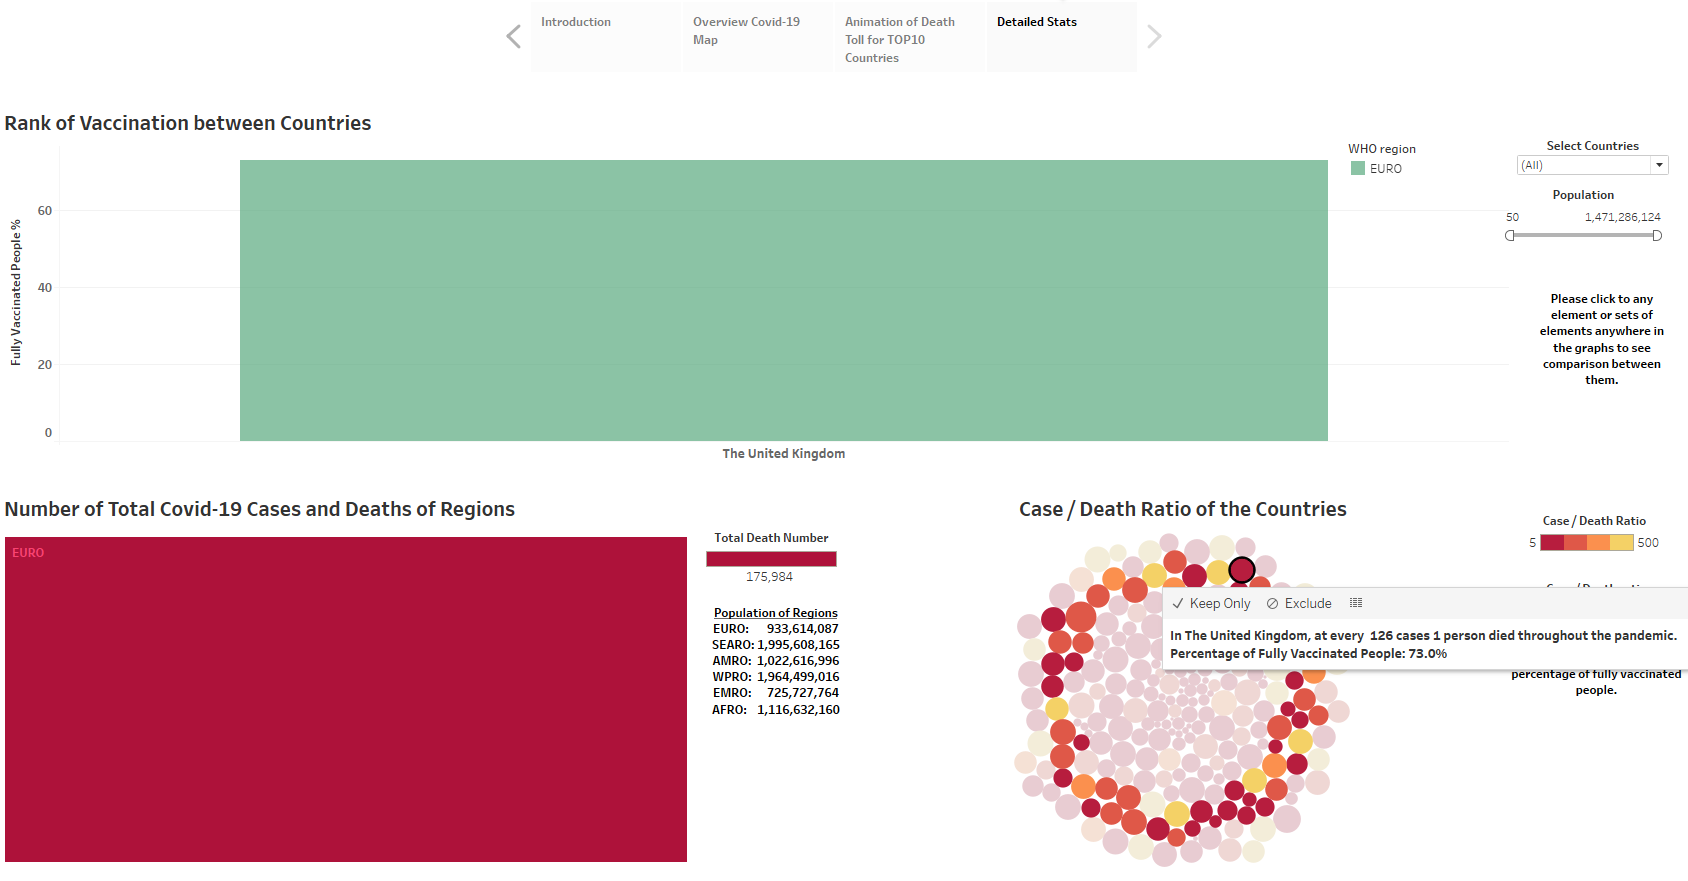 Introduction
Overview Covid-19
Map
Animation of Death
Toll for TOP10
Countries
Detailed Stats
Rank of Vaccination between Countries
WHO region
EURO
Select Countries
(All)
Population
50 1,471,286,124
Fully Vaccinated People %
60
40
20
0
The United Kingdom
Please click to any
element or sets of
elements anywhere in
the graphs to see
comparison between
them.
Number of Total Covid-19 Cases and Deaths of Regions
EURO
Total Death Number
175,984
Population of Regions
EURO: 933,614,087
SEARO: 1,995,608,165
AMRO: 1,022,616,996
WPRO: 1,964,499,016
EMRO: 725,727,764
AFRO: 1,116,632,160
Case / Death Ratio of the Countries
Case / Death Ratio
5 500
Keep Only Exclude
In The United Kingdom, at every 126 cases 1 person died throughout the pandemic.
Percentage of Fully Vaccinated People: 73.0%
percentage of fully vaccinated
people.